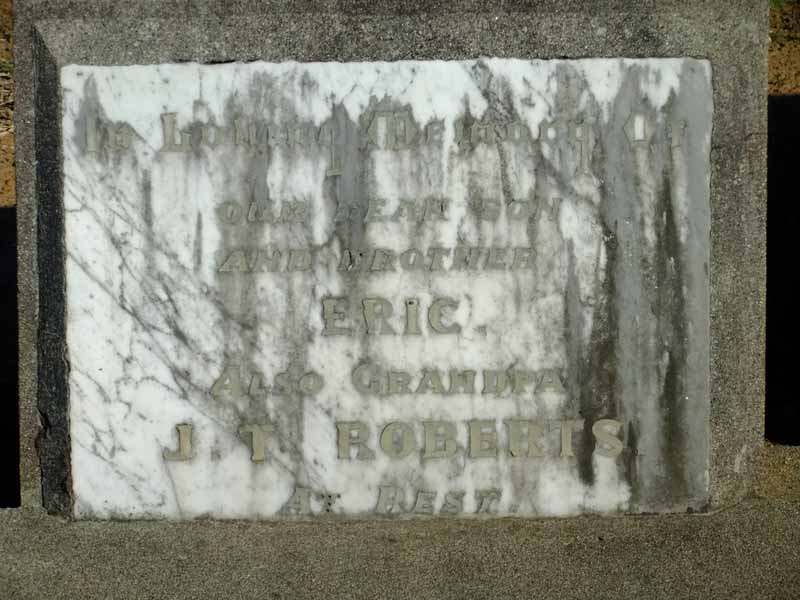 In Loving Memory Of
OUR DEAR SON
AND BROTHER
ERIC.
ALSO GRANDPA
J. T. ROBERTS.
AT REST.